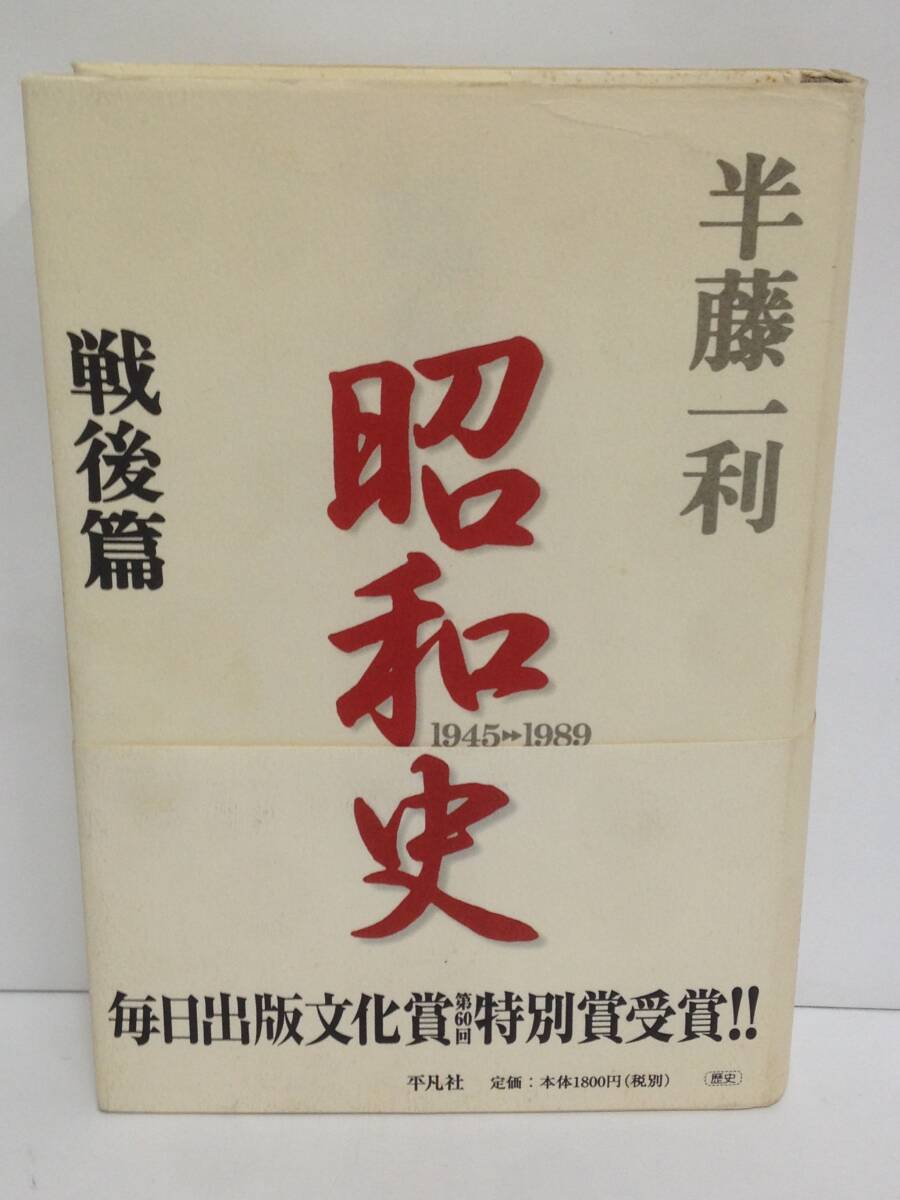 半藤一利
昭和史
1945▸▸1989
戦後篇
毎日出版文化賞第60回特別賞受賞!!
平凡社 定価：本体1800円（税別） 歴史